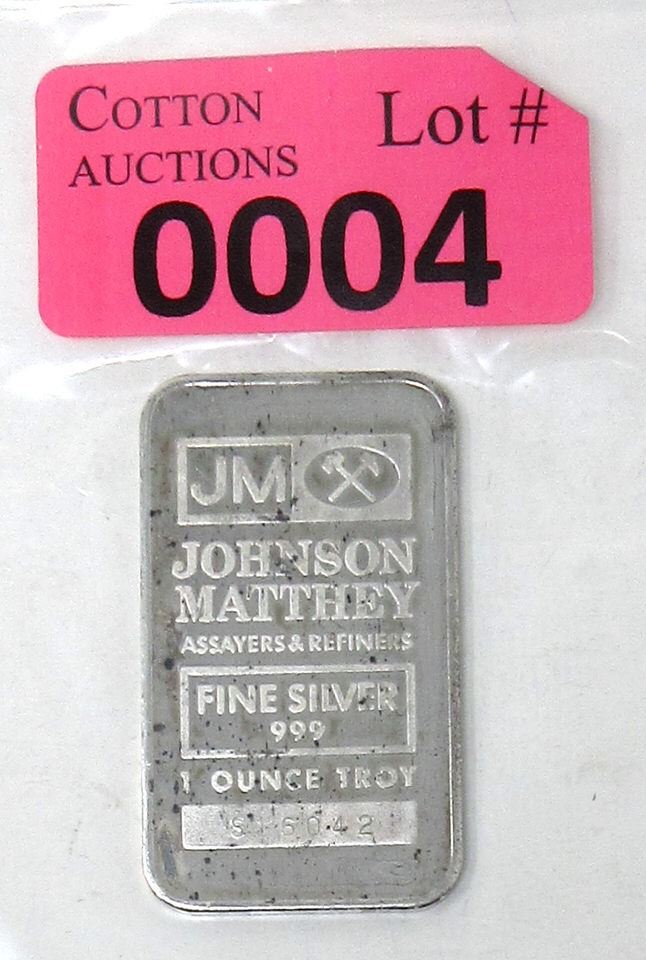 COTTON Lot #
AUCTIONS
0004
JM
JOHNSON
MATTHEY
ASSAYERS & REFINERS
FINE SILVER
999
1 OUNCE TROY